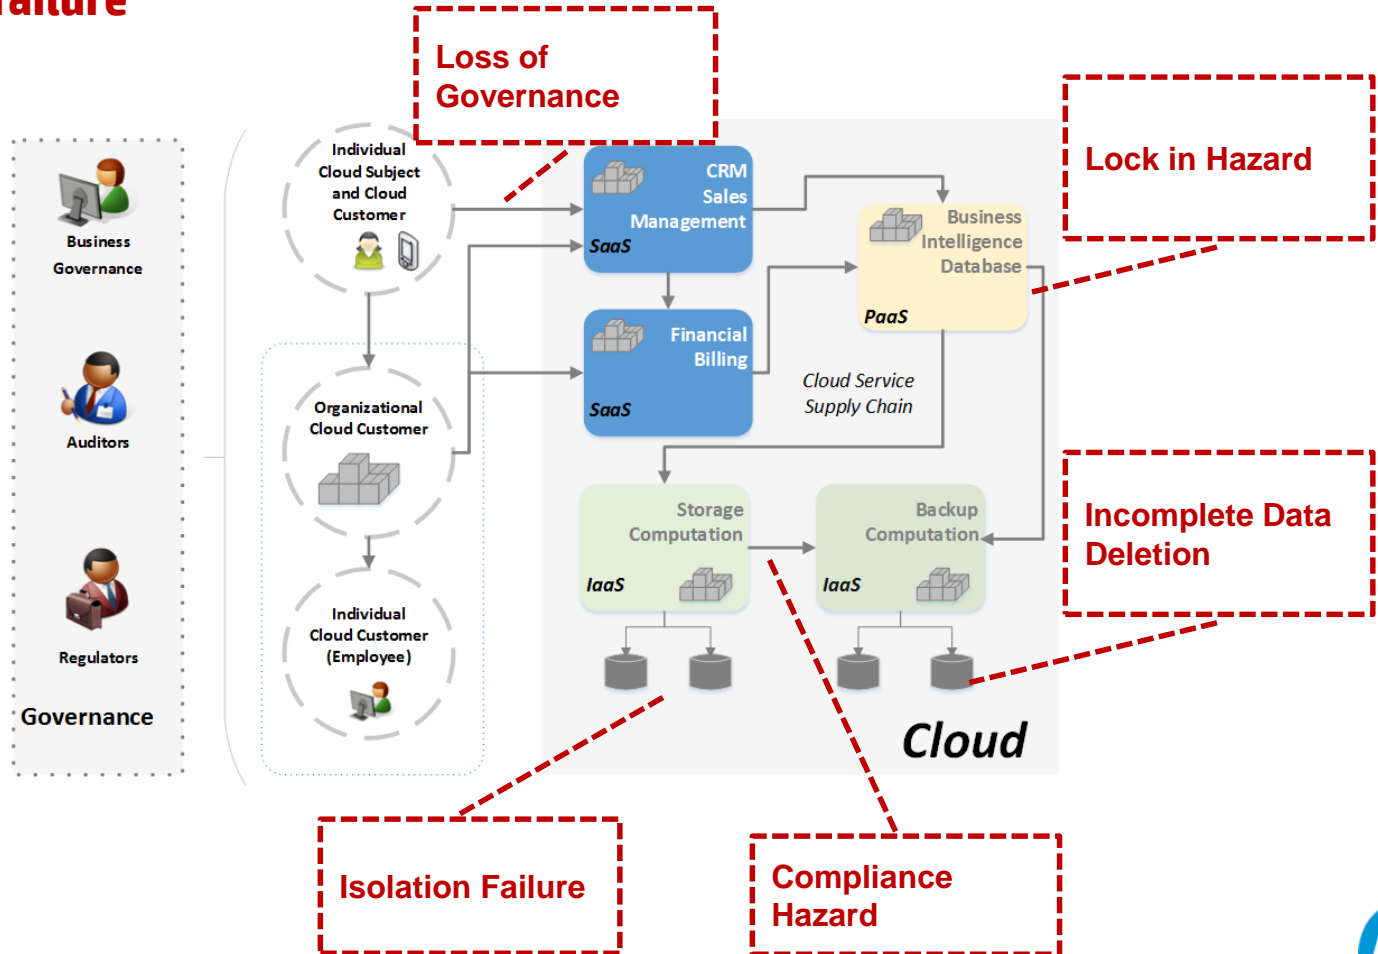 failure
Loss of
Governance
Lock in Hazard
Individual
Cloud Subject
and Cloud
Customer
Business
Governance
CRM
Sales
Management
SaaS
Business
Intelligence
Database
PaaS
Financial
Billing
SaaS
Cloud Service
Supply Chain
Auditors
Organizational
Cloud Customer
Storage
Computation
IaaS
Backup
Computation
IaaS
Incomplete Data
Deletion
Individual
Cloud Customer
(Employee)
Regulators
Governance
Cloud
Isolation Failure
Compliance
Hazard